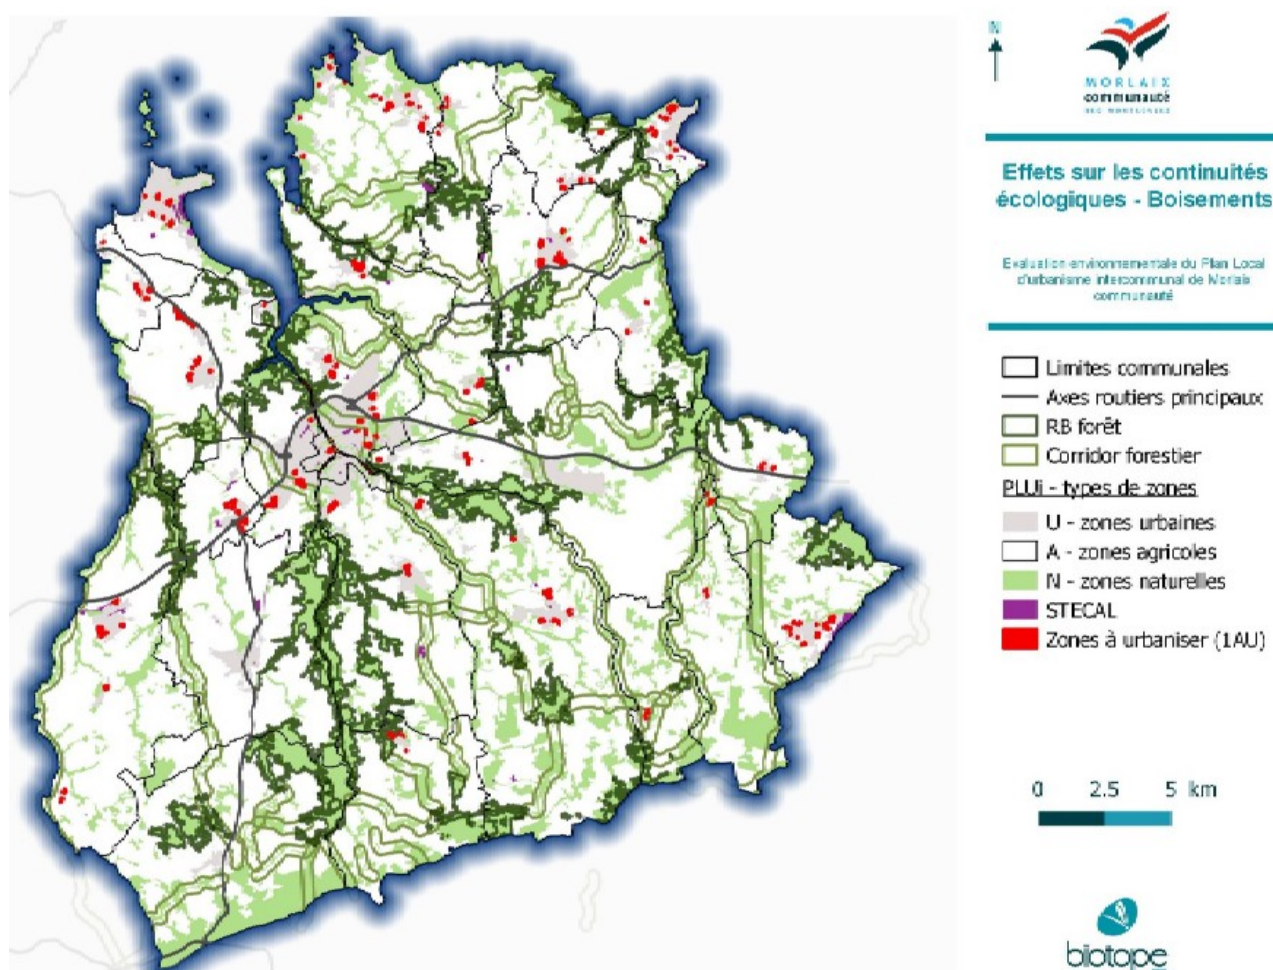 N
MORLAIX
communauté
Effets sur les continuités
écologiques - Boisements
Evaluation environnementale du Plan Local
d'urbanisme intercommunal de Morlaix
communauté
Limites communales
Axes routiers principaux
RB forêt
Corridor forestier
PLUi - types de zones
U - zones urbaines
A - zones agricoles
N - zones naturelles
STECAL
Zones à urbaniser (1AU)
0 2.5 5 km
biotope